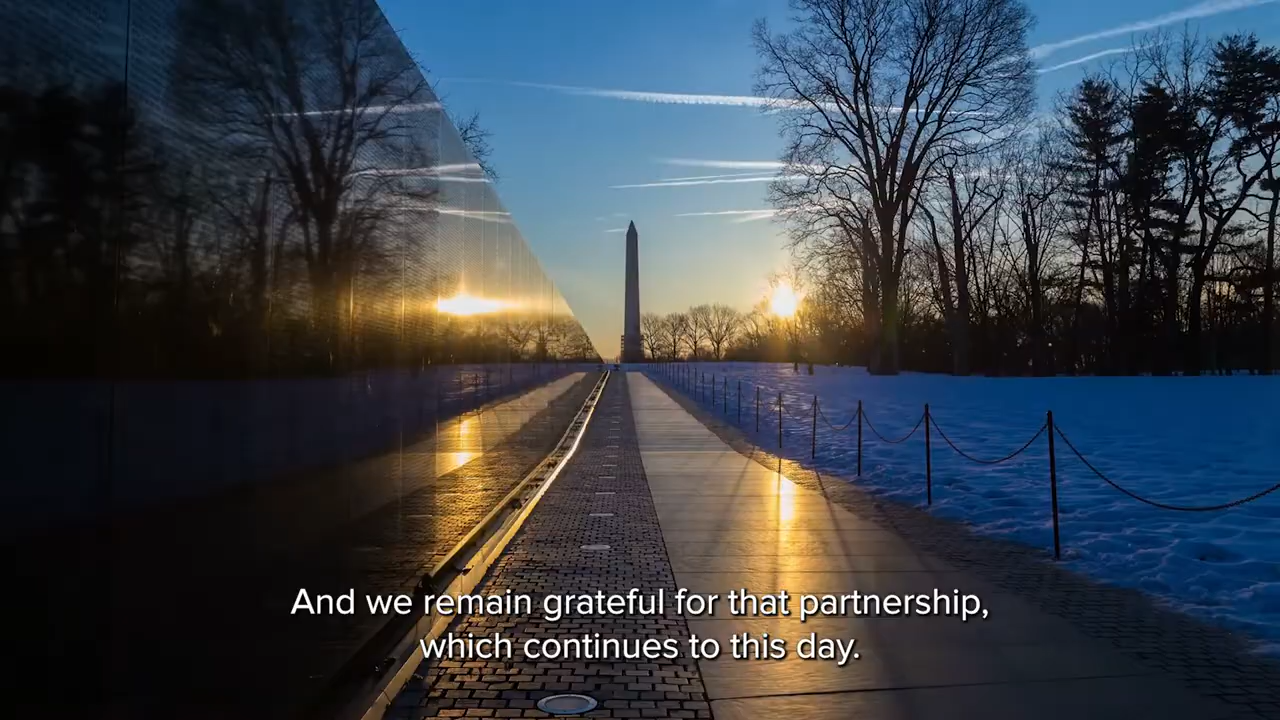 And we remain grateful for that partnership,
which continues to this day.